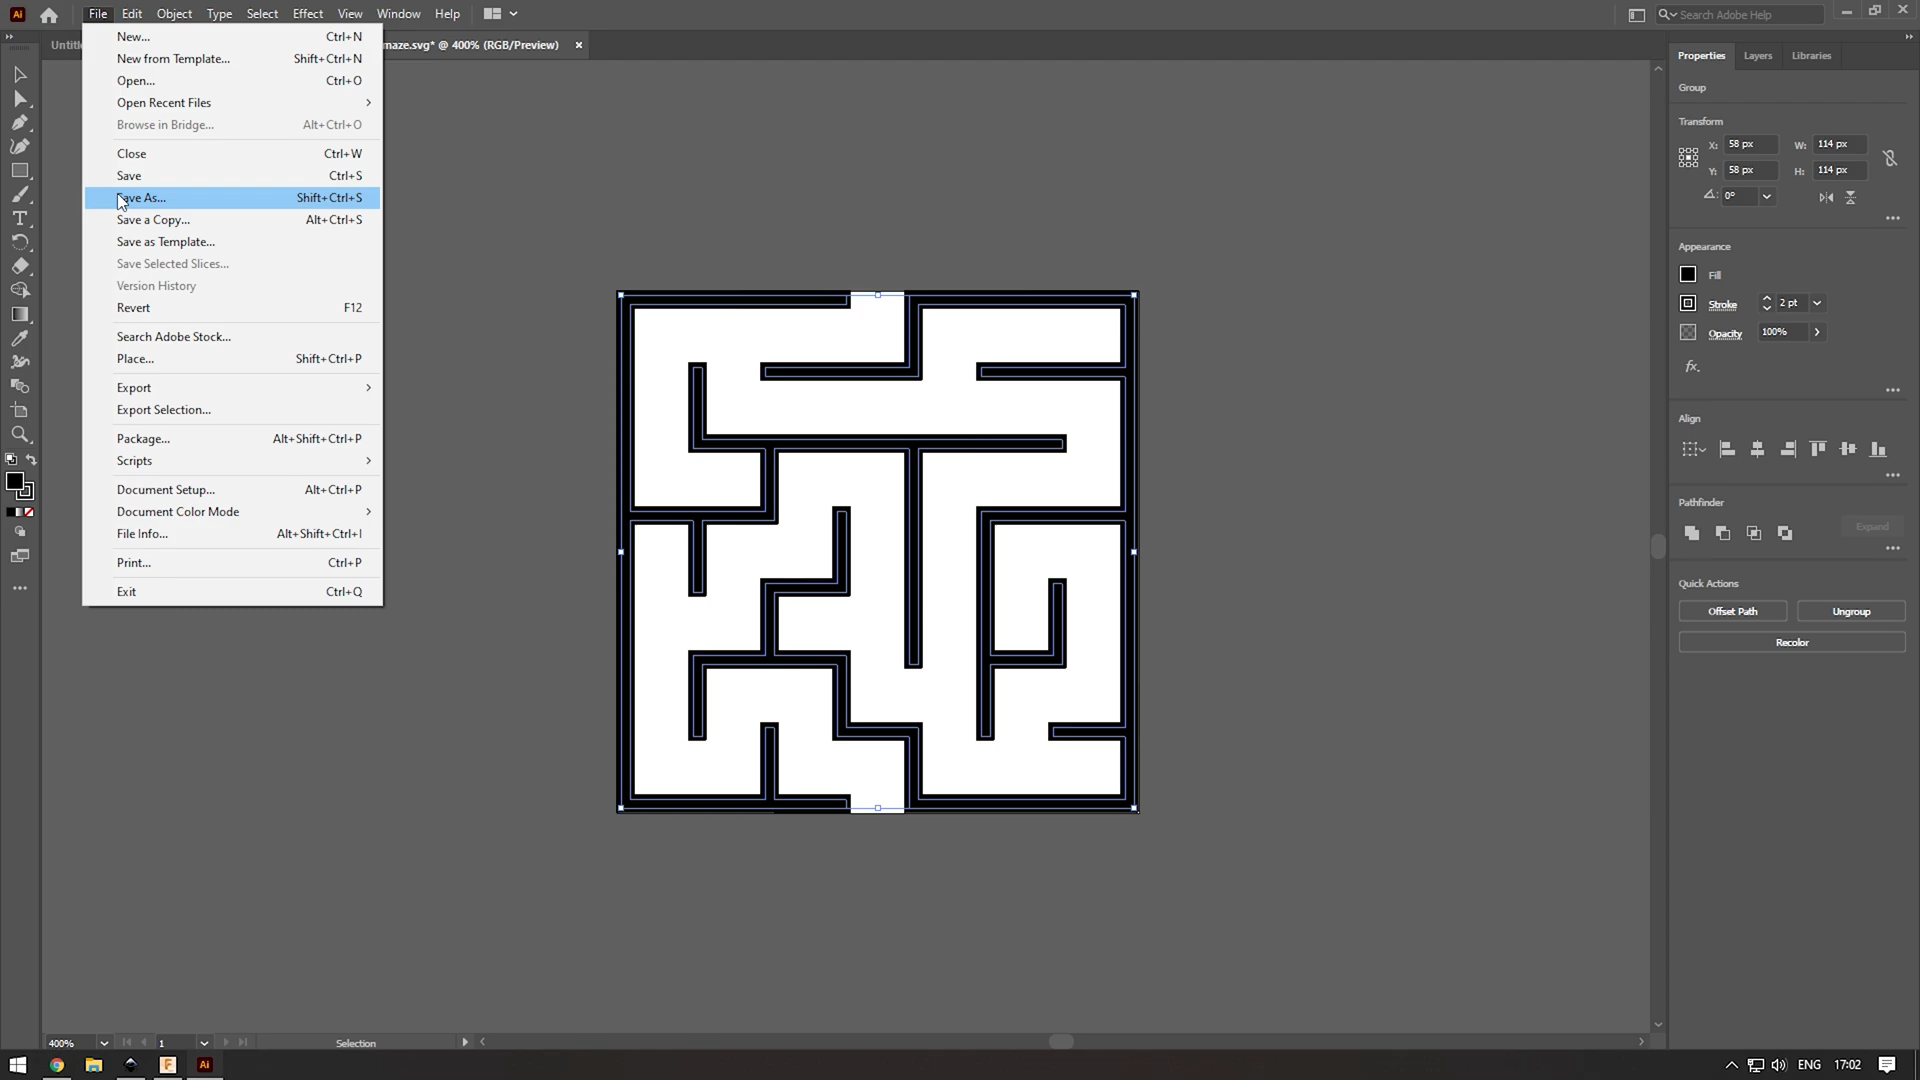 Ai File Edit Object Type Select Effect View Window Help Search Adobe Help
maze.svg* @ 400% (RGB/Preview) ×
New... Ctrl+N
New from Template... Shift+Ctrl+N
Open... Ctrl+O
Open Recent Files
Browse in Bridge... Alt+Ctrl+O
Close Ctrl+W
Save Ctrl+S
Save As... Shift+Ctrl+S
Save a Copy... Alt+Ctrl+S
Save as Template...
Save Selected Slices...
Version History
Revert F12
Search Adobe Stock...
Place... Shift+Ctrl+P
Export
Export Selection...
Package... Alt+Shift+Ctrl+P
Scripts
Document Setup... Alt+Ctrl+P
Document Color Mode
File Info... Alt+Shift+Ctrl+I
Print... Ctrl+P
Exit Ctrl+Q
Properties Layers Libraries
Group
Transform
X: 58 px W: 114 px
Y: 58 px H: 114 px
0°
Appearance
Fill
Stroke 2 pt
Opacity 100%
fx.
Align
Pathfinder
Expand
Quick Actions
Offset Path Ungroup
Recolor
400% 1 Selection
Ai ENG 17:02